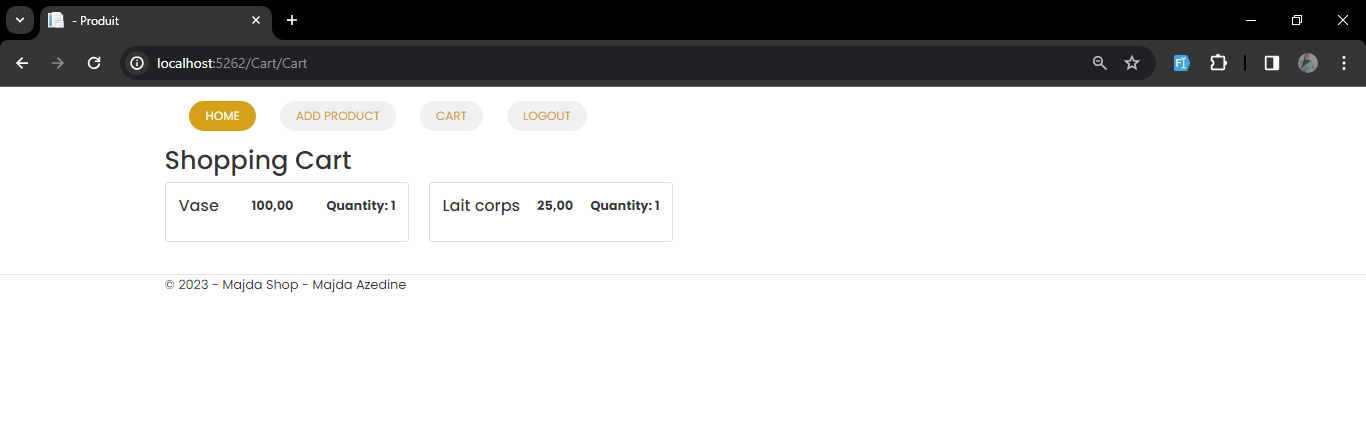 - Produit
localhost:5262/Cart/Cart
HOME ADD PRODUCT CART LOGOUT
Shopping Cart
Vase 100,00 Quantity: 1 Lait corps 25,00 Quantity: 1
© 2023 - Majda Shop - Majda Azedine